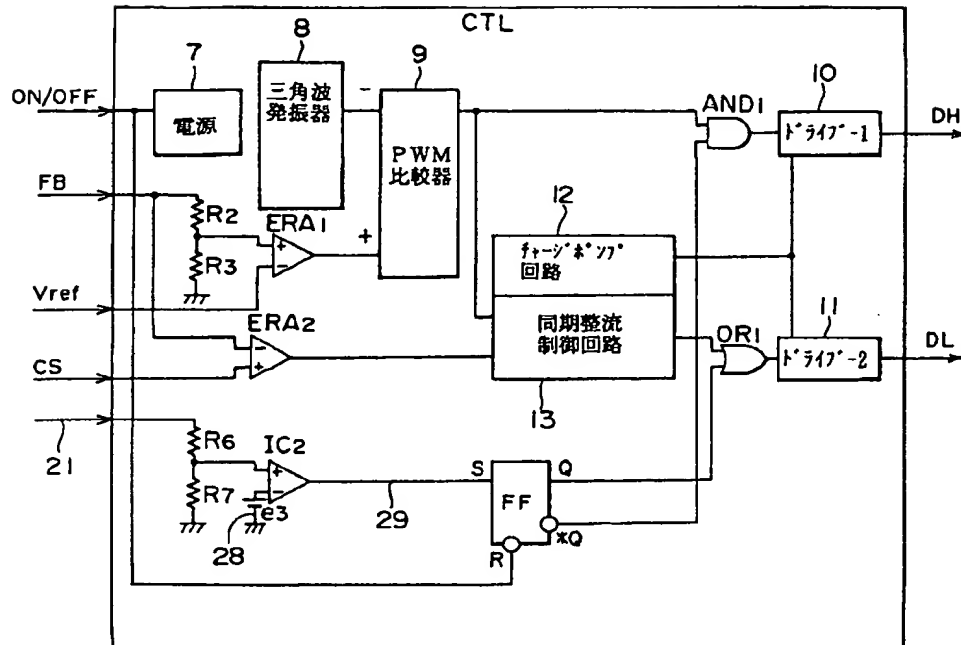 CTL
7
8
9
10
ON/OFF
電源
三角波
発振器
-
PWM
比較器
+
AND1
ドライブ-1
DH
FB
R2
R3
ERA1
Vref
12
チャージポンプ
回路
同期整流
制御回路
13
11
OR1
ドライブ-2
DL
ERA2
-
+
CS
+
-
21
R6
R7
IC2
+
-
e3
28
29
S
Q
FF
*Q
R